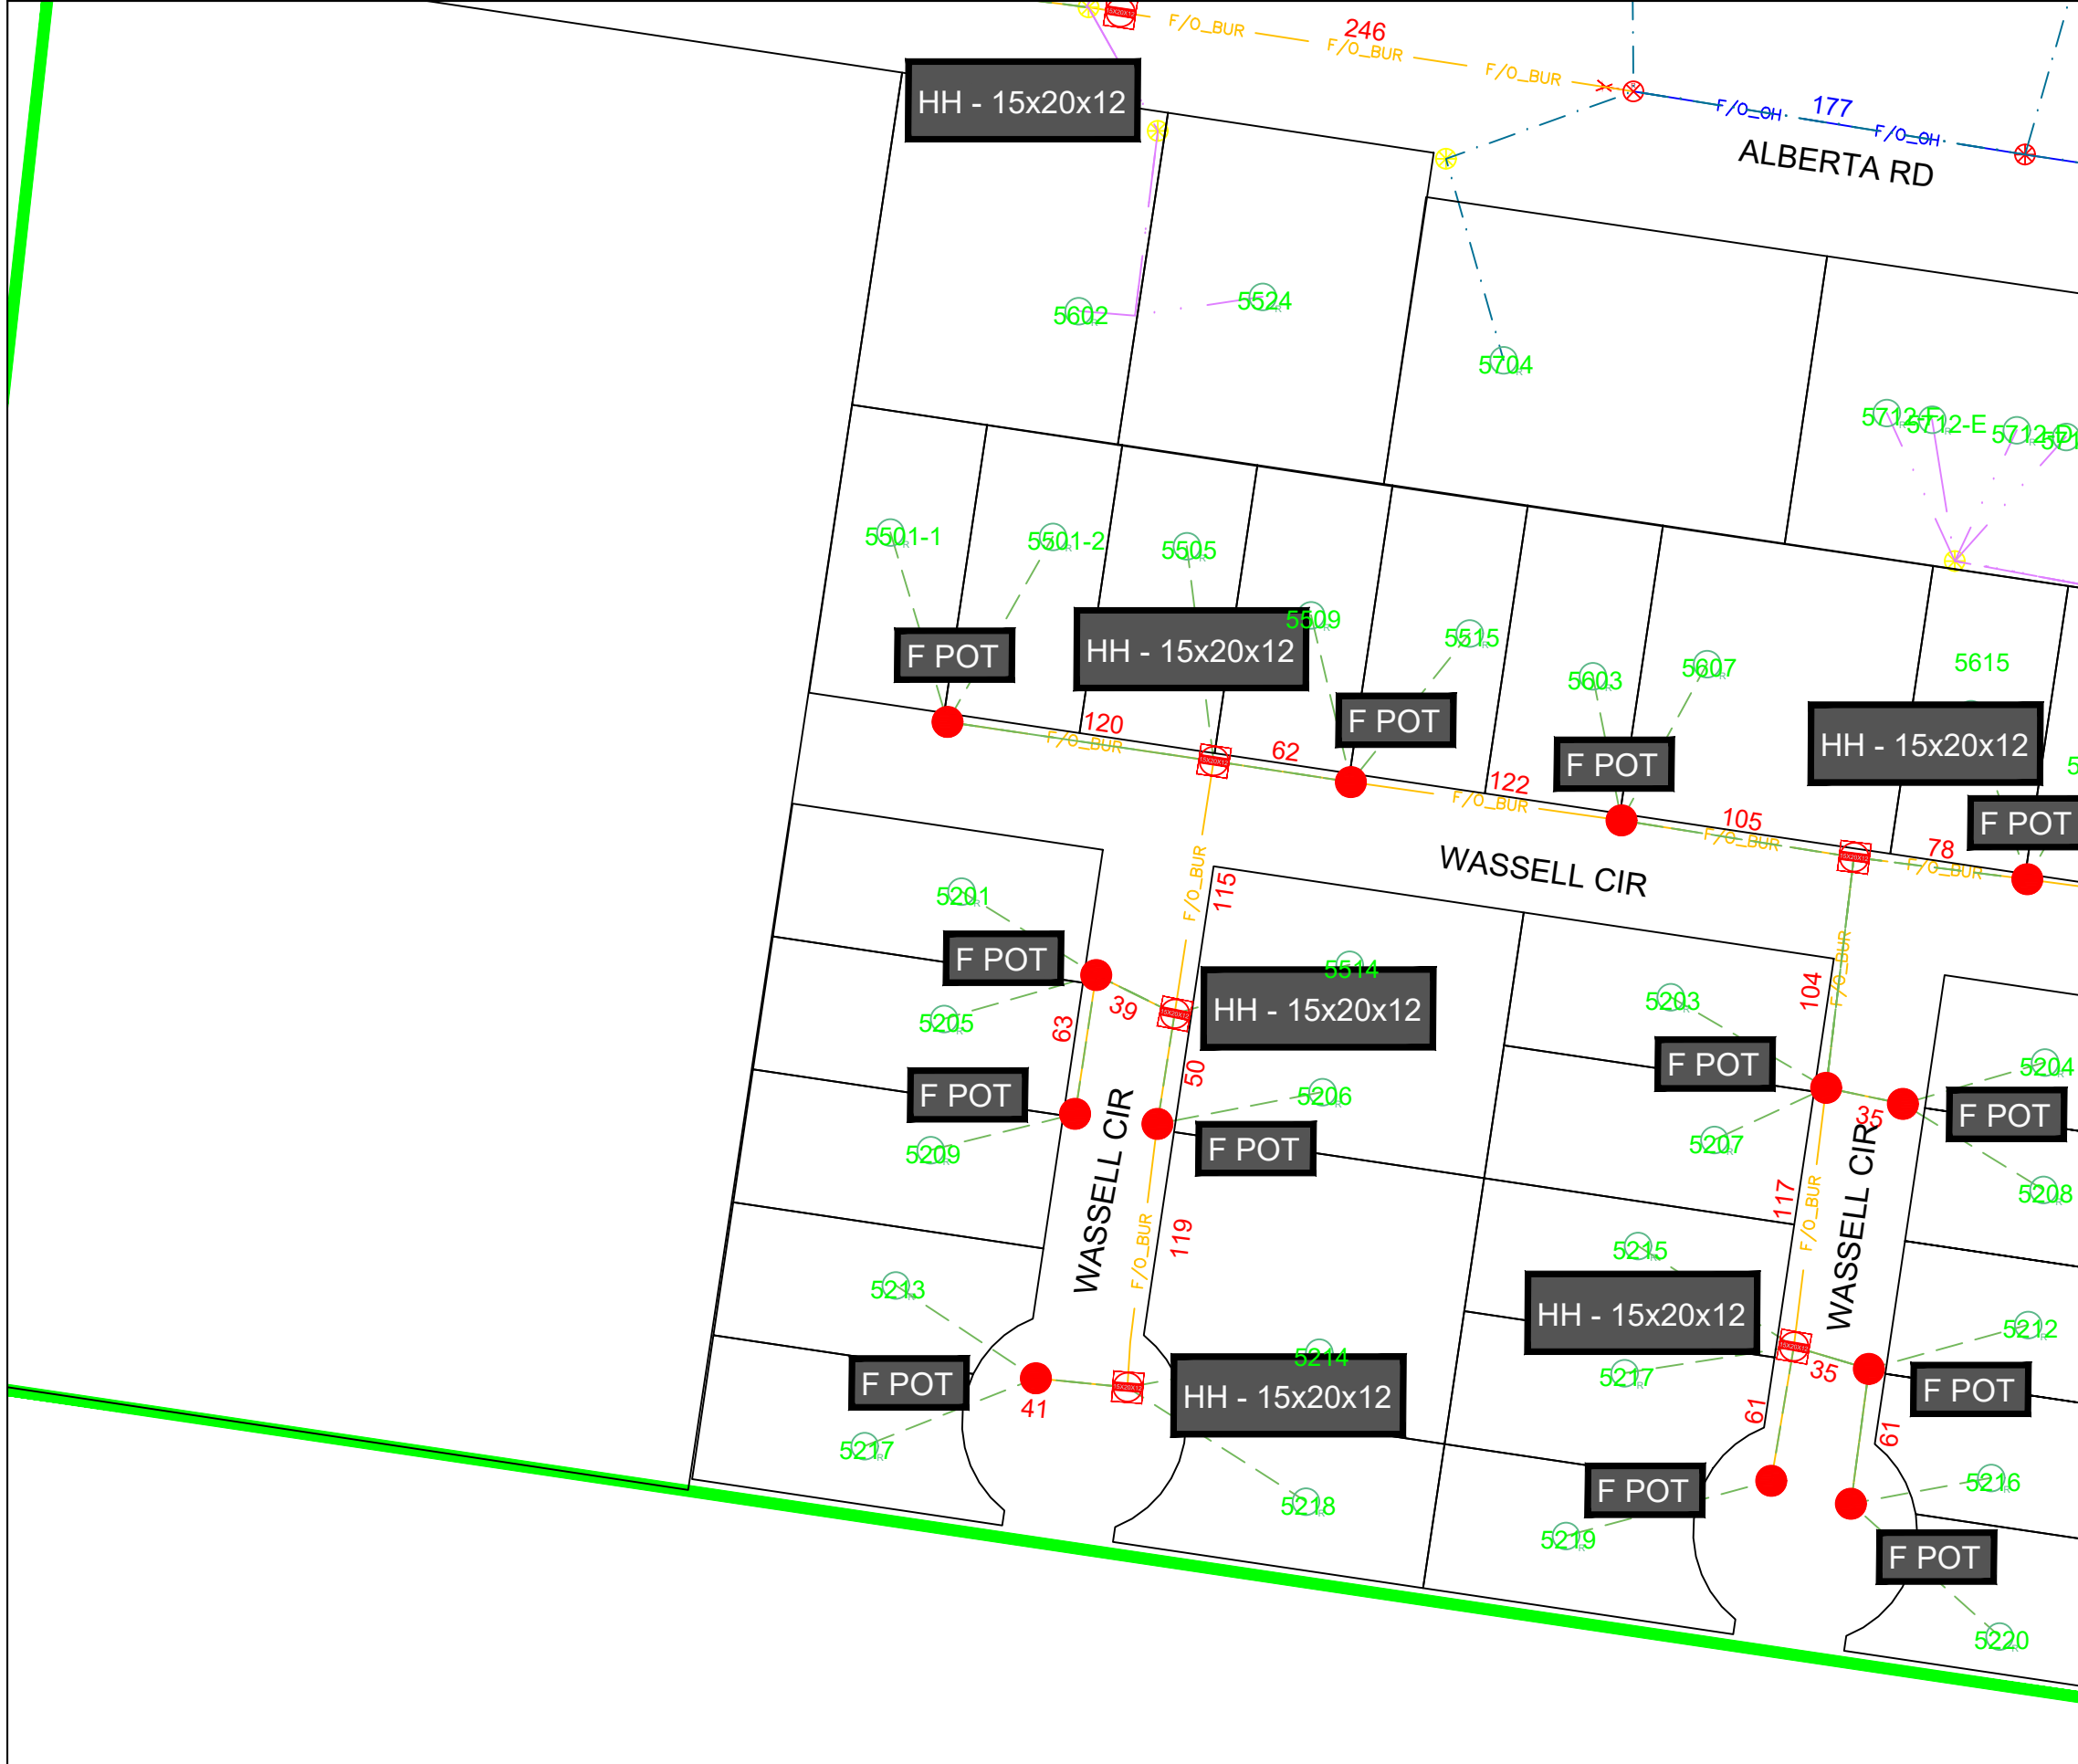 246
F/O_BUR
F/O_BUR
F/O_BUR
HH - 15x20x12
177
F/O_OH
F/O_OH
ALBERTA RD
5602
5524
5704
5712-E
5501-1
5501-2
5505
5509
5515
5603
5607
5615
F POT
HH - 15x20x12
F POT
F POT
HH - 15x20x12
F POT
120
F/O_BUR
15X20X12
62
122
F/O_BUR
105
F/O_BUR
15X20X12
78
F/O_BUR
WASSELL CIR
F/O_BUR
115
5201
F POT
5205
39
63
15X20X12
5514
HH - 15x20x12
50
F POT
5209
5206
F POT
WASSELL CIR
F/O_BUR
119
5213
F POT
41
15X20X12
5214
HH - 15x20x12
5217
5218
F/O_BUR
104
5203
F POT
5207
35
5204
F POT
5208
117
F/O_BUR
WASSELL CIR
5215
HH - 15x20x12
15X20X12
5217
35
5212
F POT
61
61
F POT
5219
5216
F POT
5220